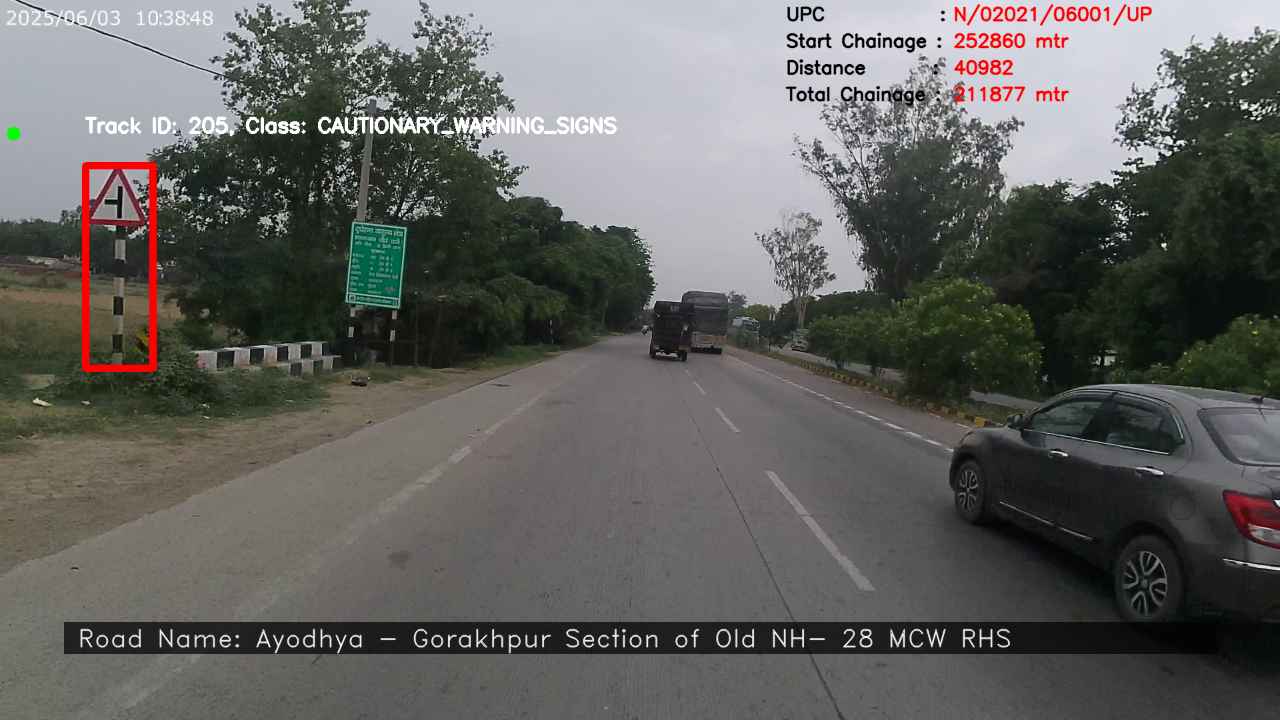 2025/06/03 10:38:48
UPC : N/02021/06001/UP
Start Chainage : 252860 mtr
Distance : 40982
Total Chainage : 211877 mtr
Track ID: 205, Class: CAUTIONARY_WARNING_SIGNS
Road Name: Ayodhya - Gorakhpur Section of Old NH- 28 MCW RHS